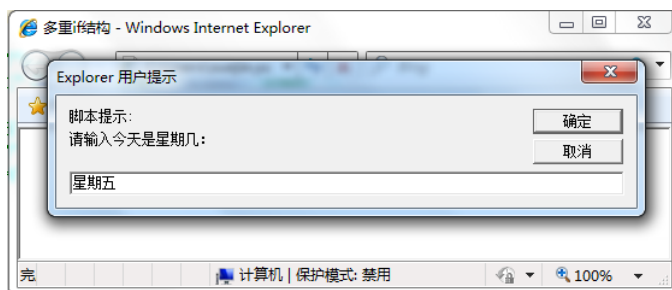 多重if结构 - Windows Internet Explorer
Explorer 用户提示
脚本提示:
请输入今天是星期几：
确定
取消
星期五
完
计算机 | 保护模式: 禁用
100%